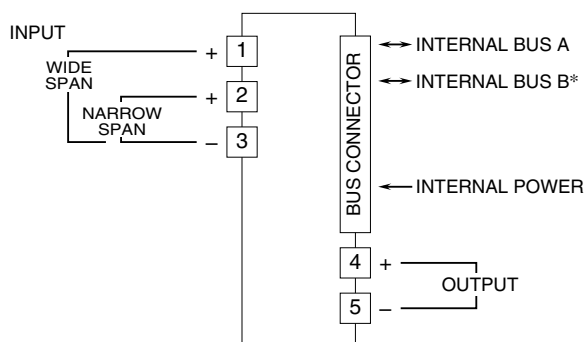 INPUT
WIDE
SPAN
NARROW
SPAN
+ 1
+ 2
– 3
BUS CONNECTOR
INTERNAL BUS A
INTERNAL BUS B*
INTERNAL POWER
4 +
OUTPUT
5 –